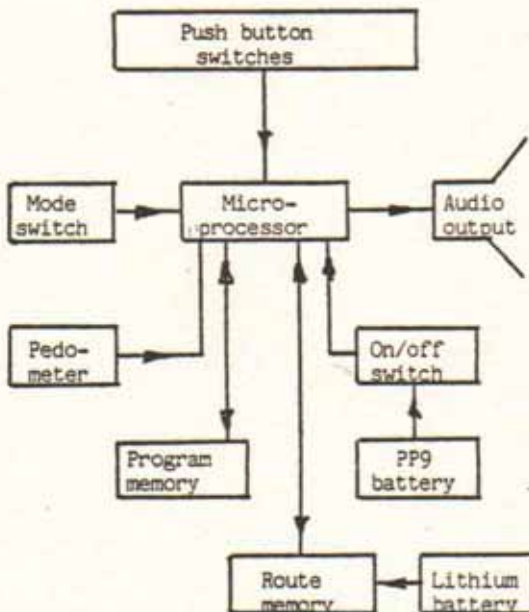 Push button
switches
Mode
switch
Micro-
processor
Audio
output
Pedo-
meter
On/off
switch
Program
memory
PP9
battery
Route
memory
Lithium
battery